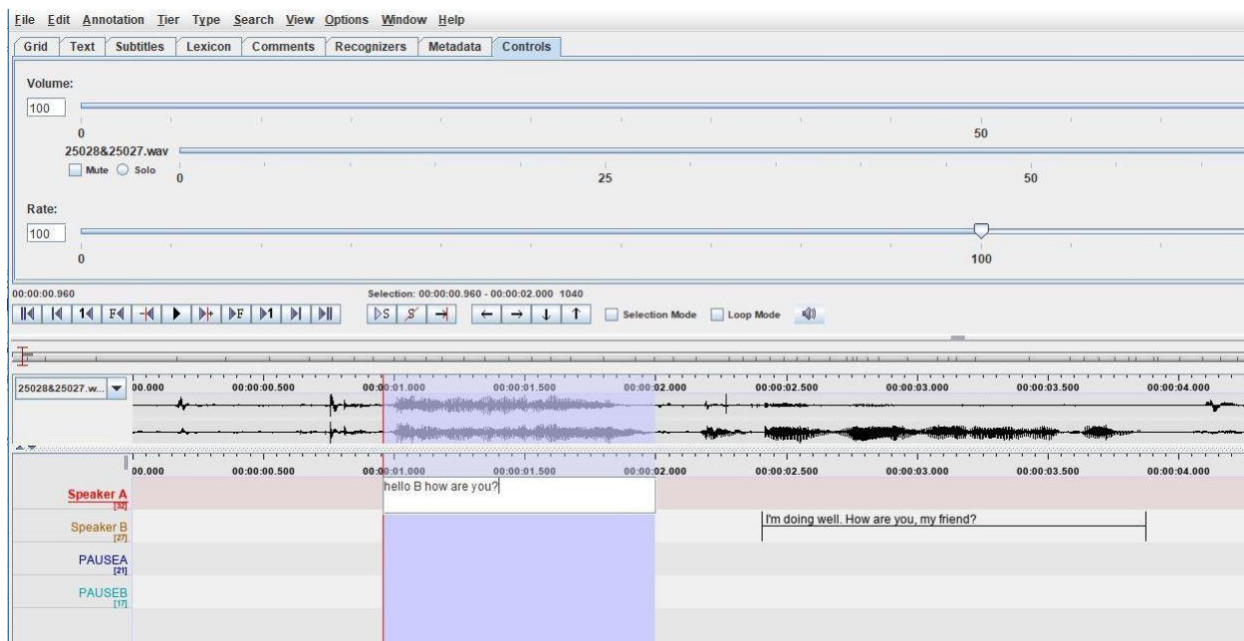 File Edit Annotation Tier Type Search View Options Window Help
Grid Text Subtitles Lexicon Comments Recognizers Metadata Controls
Volume:
100
0 50
25028&25027.wav
Mute Solo 0 25 50
Rate:
100
0 100
00:00:00.960 Selection: 00:00:00.960 - 00:00:02.000 1040
1 F F 1 S S Selection Mode Loop Mode
25028&25027.w... 00.000 00:00:00.500 00:00:01.000 00:00:01.500 00:00:02.000 00:00:02.500 00:00:03.000 00:00:03.500 00:00:04.000
00.000 00:00:00.500 00:00:01.000 00:00:01.500 00:00:02.000 00:00:02.500 00:00:03.000 00:00:03.500 00:00:04.000
Speaker A hello B how are you?
[32]
Speaker B I'm doing well. How are you, my friend?
[27]
PAUSEA
[21]
PAUSEB
[17]